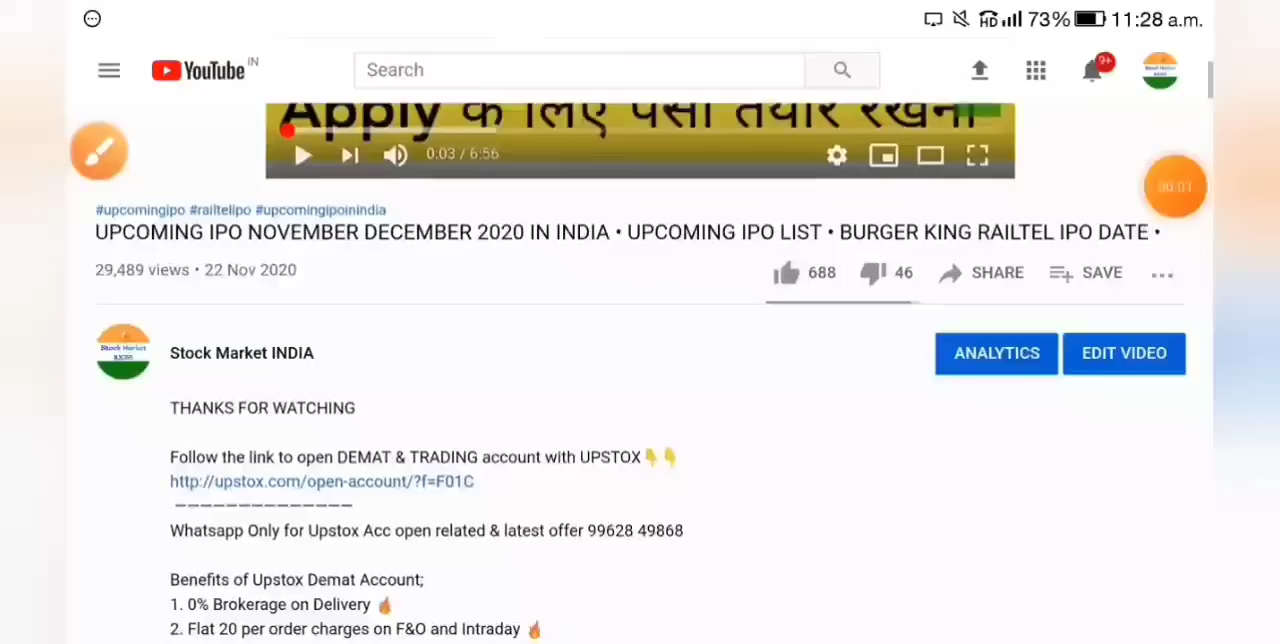 HD 73% 11:28 a.m.
YouTube IN
Search
9+
Apply के लिए पैसा तैयार रखना
0:03 / 6:56
#upcomingipo #railtelipo #upcomingipoinindia
UPCOMING IPO NOVEMBER DECEMBER 2020 IN INDIA • UPCOMING IPO LIST • BURGER KING RAILTEL IPO DATE •
29,489 views • 22 Nov 2020
688 46 SHARE SAVE
Stock Market INDIA
ANALYTICS EDIT VIDEO
THANKS FOR WATCHING
Follow the link to open DEMAT & TRADING account with UPSTOX👇👇
http://upstox.com/open-account/?f=F01C
——————————————
Whatsapp Only for Upstox Acc open related & latest offer 99628 49868
Benefits of Upstox Demat Account;
1. 0% Brokerage on Delivery 🔥
2. Flat 20 per order charges on F&O and Intraday 🔥